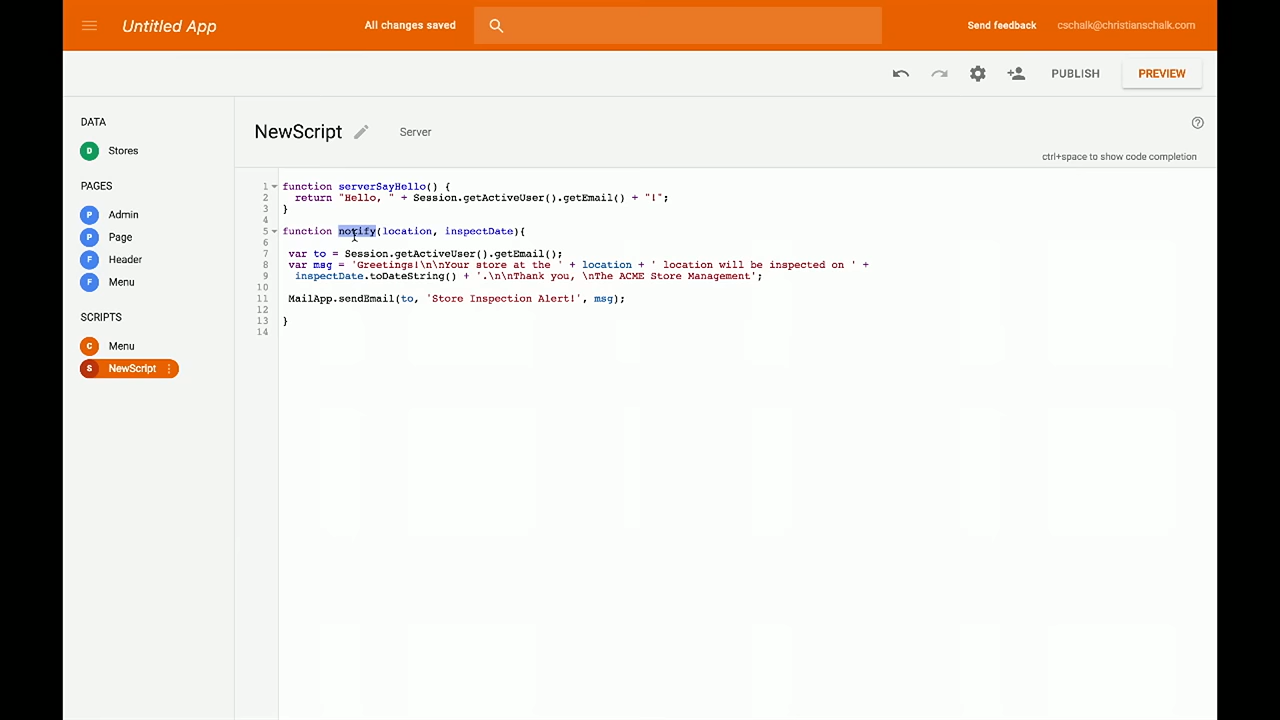 Untitled App
All changes saved
Send feedback
cschalk@christianschalk.com
PUBLISH
PREVIEW
DATA
D Stores
PAGES
P Admin
P Page
F Header
F Menu
SCRIPTS
C Menu
S NewScript
NewScript
Server
ctrl+space to show code completion
1 function serverSayHello() {
2 return "Hello, " + Session.getActiveUser().getEmail() + "!";
3 }
4
5 function notify(location, inspectDate){
6
7 var to = Session.getActiveUser().getEmail();
8 var msg = 'Greetings!\n\nYour store at the ' + location + ' location will be inspected on ' +
9 inspectDate.toDateString() + '.\n\nThank you, \nThe ACME Store Management';
10
11 MailApp.sendEmail(to, 'Store Inspection Alert!', msg);
12
13 }
14